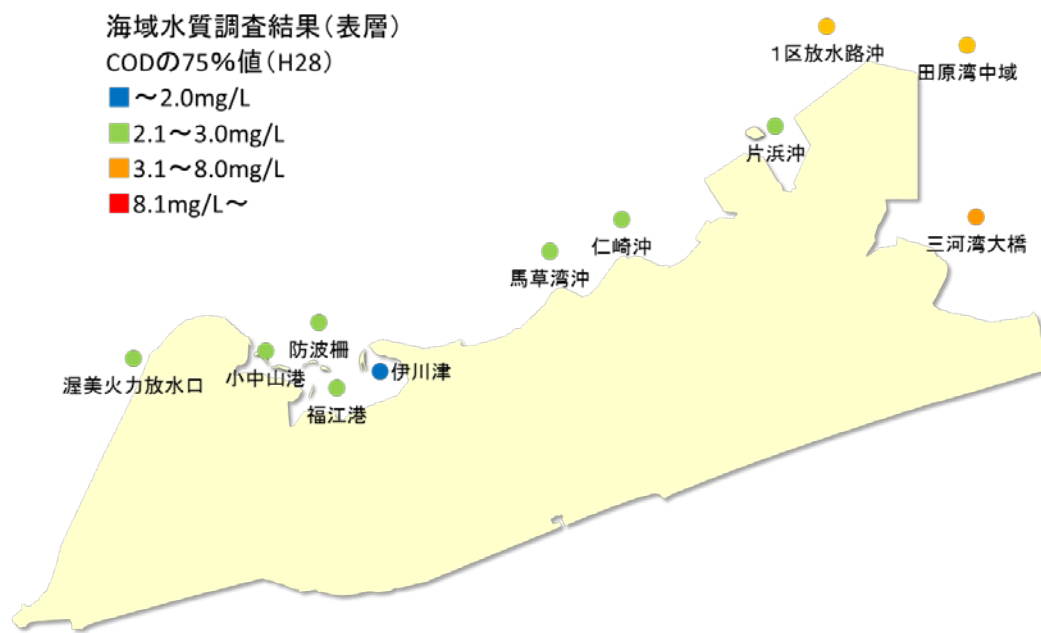 海域水質調査結果（表層）
CODの75%値（H28）
～2.0mg/L
2.1～3.0mg/L
3.1～8.0mg/L
8.1mg/L～
1区放水路沖
田原湾中域
片浜沖
三河湾大橋
仁崎沖
馬草湾沖
防波柵
伊川津
小中山港
渥美火力放水口
福江港